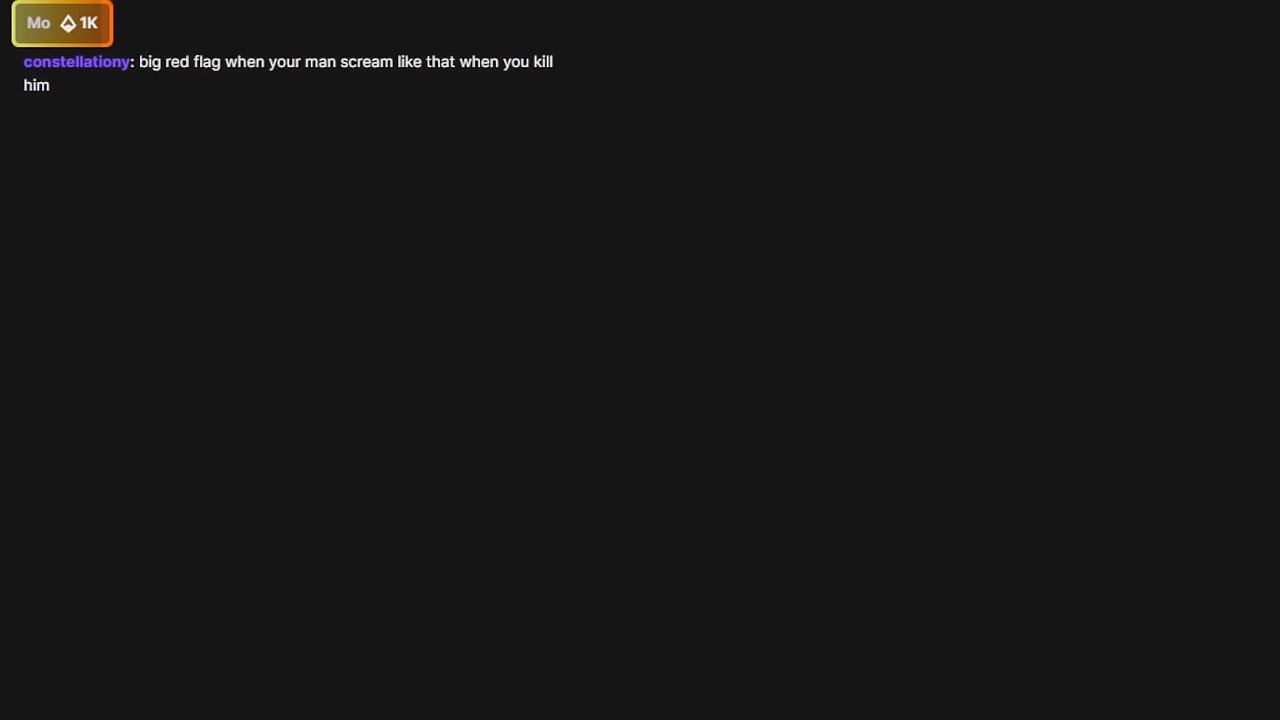 Mo 1K
constellationy: big red flag when your man scream like that when you kill
him